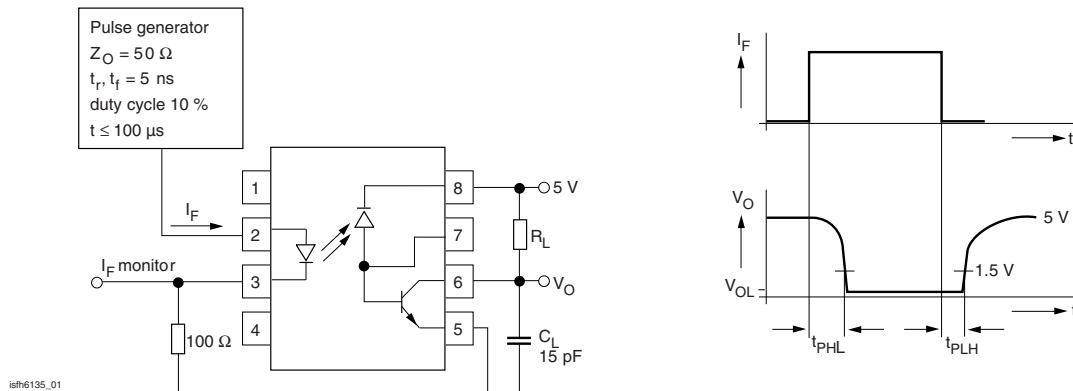 Pulse generator
Z_O = 50 Ω
t_r, t_f = 5 ns
duty cycle 10 %
t ≤ 100 µs
I_F
1
2
3
4
8
7
6
5
5 V
R_L
V_O
C_L
15 pF
I_F monitor
100 Ω
isfh6135_01
I_F
t
V_O
5 V
1.5 V
V_OL
t
t_PHL
t_PLH